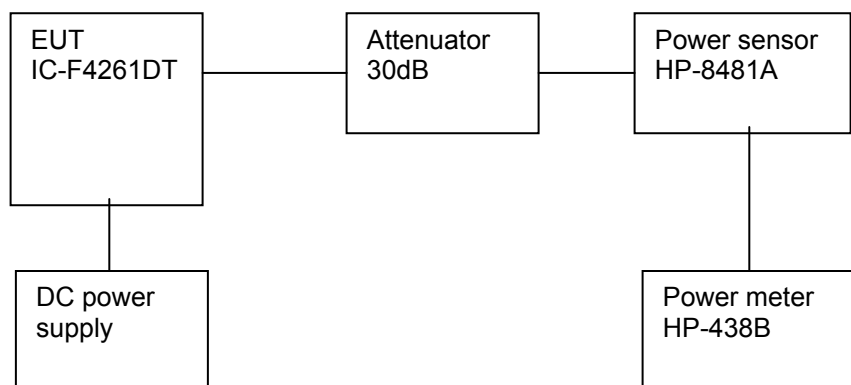 EUT
IC-F4261DT
Attenuator
30dB
Power sensor
HP-8481A
DC power
supply
Power meter
HP-438B